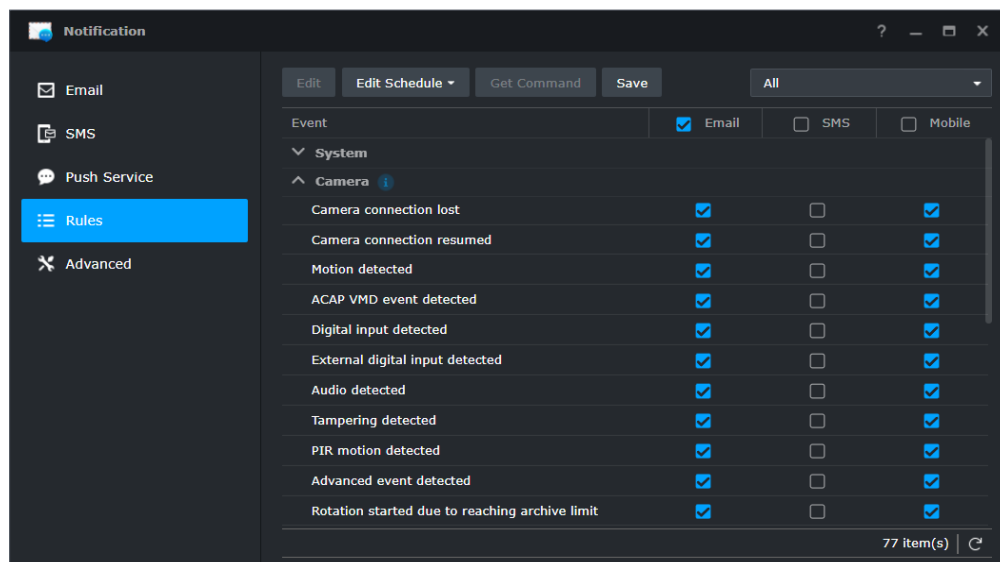 Notification
?
Email
SMS
Push Service
Rules
Advanced
Edit Edit Schedule Get Command Save All
Event Email SMS Mobile
System
Camera i
Camera connection lost
Camera connection resumed
Motion detected
ACAP VMD event detected
Digital input detected
External digital input detected
Audio detected
Tampering detected
PIR motion detected
Advanced event detected
Rotation started due to reaching archive limit
77 item(s)